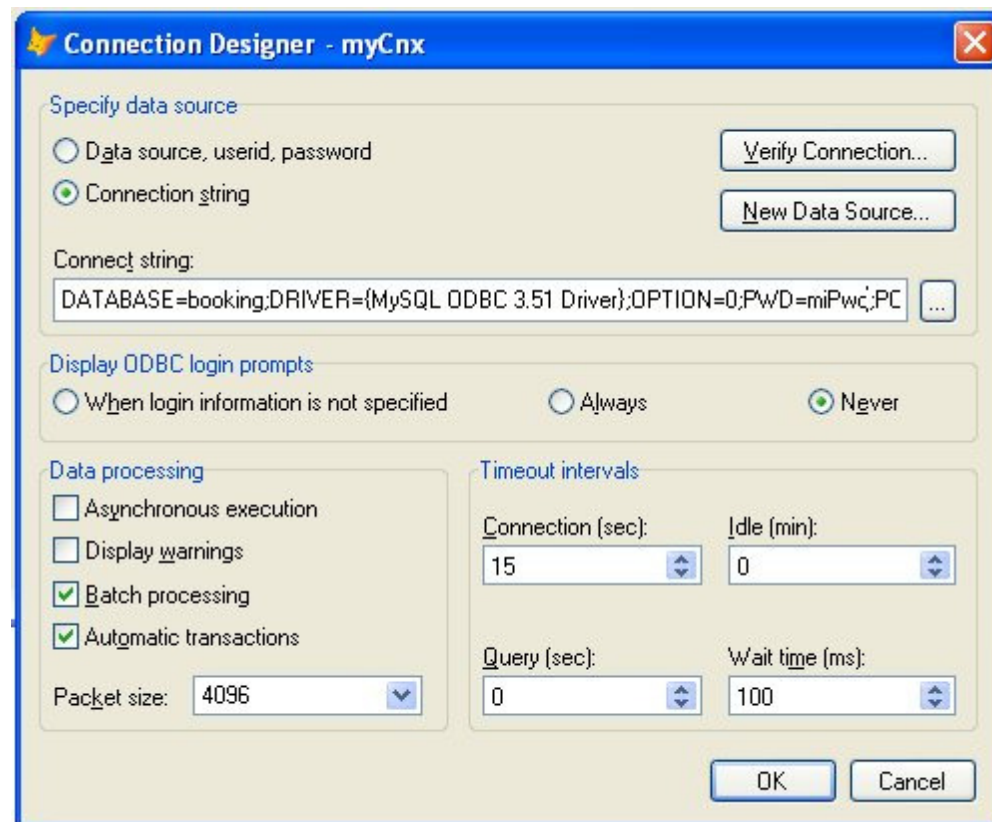 Connection Designer - myCnx
Specify data source
Data source, userid, password
Verify Connection...
Connection string
New Data Source...
Connect string:
DATABASE=booking;DRIVER={MySQL ODBC 3.51 Driver};OPTION=0;PWD=miPwd;PO
...
Display ODBC login prompts
When login information is not specified
Always
Never
Data processing
Asynchronous execution
Display warnings
Batch processing
Automatic transactions
Packet size: 4096
Timeout intervals
Connection (sec): Idle (min):
15 0
Query (sec): Wait time (ms):
0 100
OK Cancel